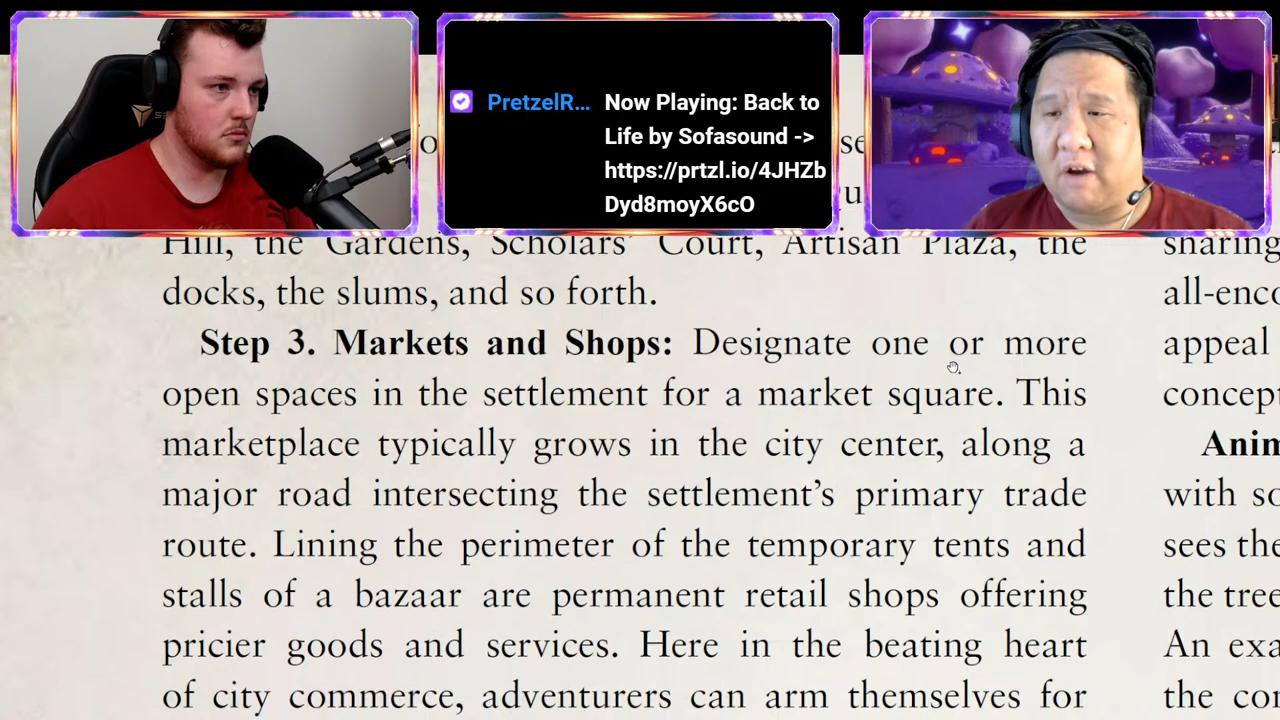 PretzelR… Now Playing: Back to
Life by Sofasound ->
https://prtzl.io/4JHZb
Dyd8moyX6cO
Hill, the Gardens, Scholars' Court, Artisan Plaza, the
docks, the slums, and so forth.
Step 3. Markets and Shops: Designate one or more
open spaces in the settlement for a market square. This
marketplace typically grows in the city center, along a
major road intersecting the settlement's primary trade
route. Lining the perimeter of the temporary tents and
stalls of a bazaar are permanent retail shops offering
pricier goods and services. Here in the beating heart
of city commerce, adventurers can arm themselves for
sharing
all-enco
appeal
concept
Anim
with so
sees the
the tree
An exa
the con